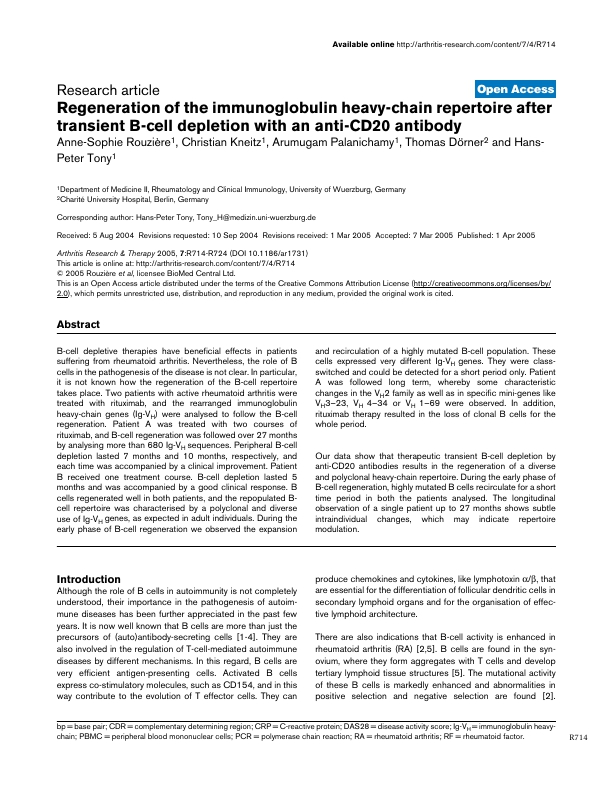 Available online http://arthritis-research.com/content/7/4/R714
Research article
Open Access
Regeneration of the immunoglobulin heavy-chain repertoire after
transient B-cell depletion with an anti-CD20 antibody
Anne-Sophie Rouzière1, Christian Kneitz1, Arumugam Palanichamy1, Thomas Dörner2 and Hans-
Peter Tony1
1Department of Medicine II, Rheumatology and Clinical Immunology, University of Wuerzburg, Germany
2Charité University Hospital, Berlin, Germany
Corresponding author: Hans-Peter Tony, Tony_H@medizin.uni-wuerzburg.de
Received: 5 Aug 2004 Revisions requested: 10 Sep 2004 Revisions received: 1 Mar 2005 Accepted: 7 Mar 2005 Published: 1 Apr 2005
Arthritis Research & Therapy 2005, 7:R714-R724 (DOI 10.1186/ar1731)
This article is online at: http://arthritis-research.com/content/7/4/R714
© 2005 Rouzière et al, licensee BioMed Central Ltd.
This is an Open Access article distributed under the terms of the Creative Commons Attribution License (http://creativecommons.org/licenses/by/
2.0), which permits unrestricted use, distribution, and reproduction in any medium, provided the original work is cited.
Abstract
B-cell depletive therapies have beneficial effects in patients
suffering from rheumatoid arthritis. Nevertheless, the role of B
cells in the pathogenesis of the disease is not clear. In particular,
it is not known how the regeneration of the B-cell repertoire
takes place. Two patients with active rheumatoid arthritis were
treated with rituximab, and the rearranged immunoglobulin
heavy-chain genes (Ig-VH) were analysed to follow the B-cell
regeneration. Patient A was treated with two courses of
rituximab, and B-cell regeneration was followed over 27 months
by analysing more than 680 Ig-VH sequences. Peripheral B-cell
depletion lasted 7 months and 10 months, respectively, and
each time was accompanied by a clinical improvement. Patient
B received one treatment course. B-cell depletion lasted 5
months and was accompanied by a good clinical response. B
cells regenerated well in both patients, and the repopulated B-
cell repertoire was characterised by a polyclonal and diverse
use of Ig-VH genes, as expected in adult individuals. During the
early phase of B-cell regeneration we observed the expansion
and recirculation of a highly mutated B-cell population. These
cells expressed very different Ig-VH genes. They were class-
switched and could be detected for a short period only. Patient
A was followed long term, whereby some characteristic
changes in the VH2 family as well as in specific mini-genes like
VH3–23, VH 4–34 or VH 1–69 were observed. In addition,
rituximab therapy resulted in the loss of clonal B cells for the
whole period.
Our data show that therapeutic transient B-cell depletion by
anti-CD20 antibodies results in the regeneration of a diverse
and polyclonal heavy-chain repertoire. During the early phase of
B-cell regeneration, highly mutated B cells recirculate for a short
time period in both the patients analysed. The longitudinal
observation of a single patient up to 27 months shows subtle
intraindividual changes, which may indicate repertoire
modulation.
Introduction
Although the role of B cells in autoimmunity is not completely
understood, their importance in the pathogenesis of autoim-
mune diseases has been further appreciated in the past few
years. It is now well known that B cells are more than just the
precursors of (auto)antibody-secreting cells [1-4]. They are
also involved in the regulation of T-cell-mediated autoimmune
diseases by different mechanisms. In this regard, B cells are
very efficient antigen-presenting cells. Activated B cells
express co-stimulatory molecules, such as CD154, and in this
way contribute to the evolution of T effector cells. They can
produce chemokines and cytokines, like lymphotoxin α/β, that
are essential for the differentiation of follicular dendritic cells in
secondary lymphoid organs and for the organisation of effec-
tive lymphoid architecture.
There are also indications that B-cell activity is enhanced in
rheumatoid arthritis (RA) [2,5]. B cells are found in the syn-
ovium, where they form aggregates with T cells and develop
tertiary lymphoid tissue structures [5]. The mutational activity
of these B cells is markedly enhanced and abnormalities in
positive selection and negative selection are found [2].
bp = base pair; CDR = complementary determining region; CRP = C-reactive protein; DAS28 = disease activity score; Ig-VH = immunoglobulin heavy-
chain; PBMC = peripheral blood mononuclear cells; PCR = polymerase chain reaction; RA = rheumatoid arthritis; RF = rheumatoid factor.
R714